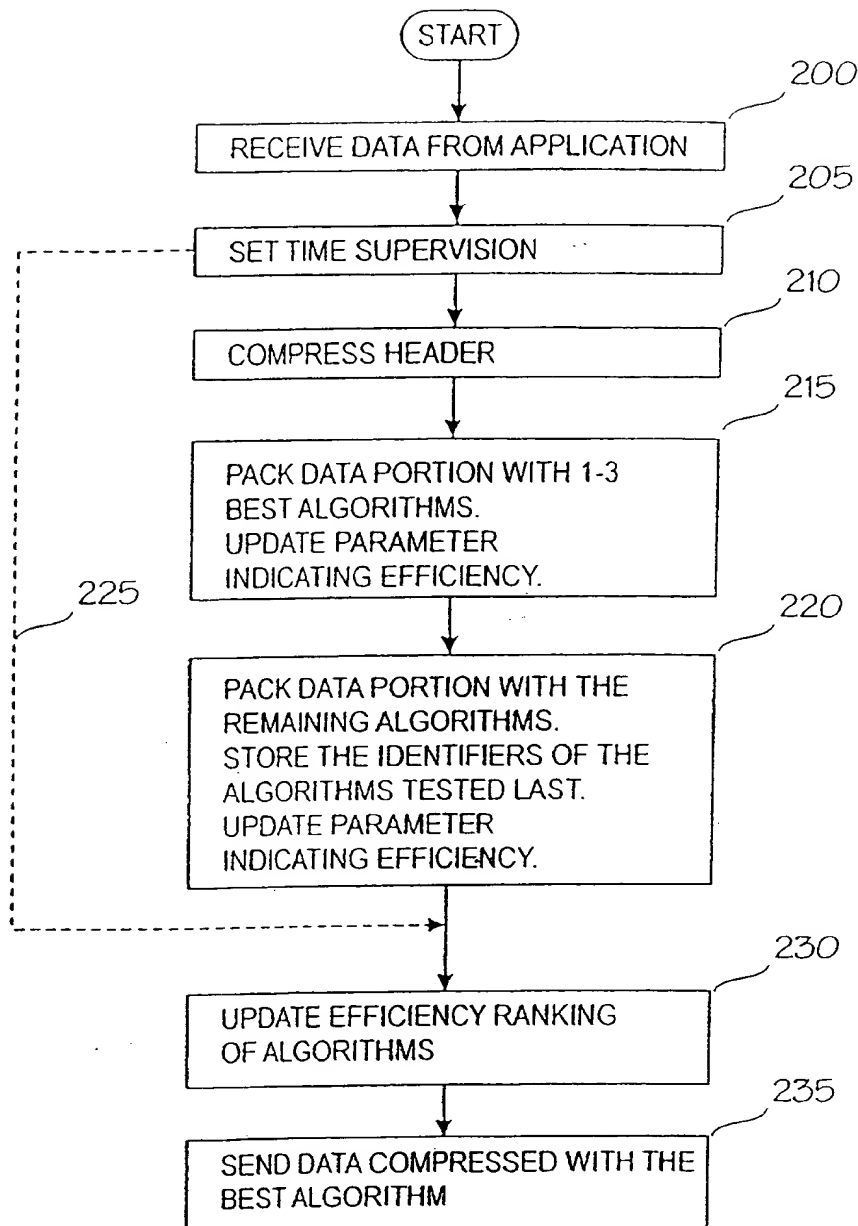 START
200
RECEIVE DATA FROM APPLICATION
205
SET TIME SUPERVISION
210
COMPRESS HEADER
215
PACK DATA PORTION WITH 1-3
BEST ALGORITHMS.
UPDATE PARAMETER
INDICATING EFFICIENCY.
225
220
PACK DATA PORTION WITH THE
REMAINING ALGORITHMS.
STORE THE IDENTIFIERS OF THE
ALGORITHMS TESTED LAST.
UPDATE PARAMETER
INDICATING EFFICIENCY.
230
UPDATE EFFICIENCY RANKING
OF ALGORITHMS
235
SEND DATA COMPRESSED WITH THE
BEST ALGORITHM